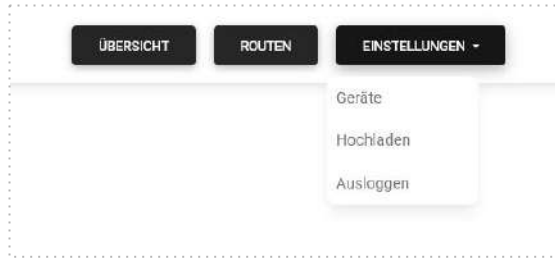 ÜBERSICHT ROUTEN EINSTELLUNGEN
Geräte
Hochladen
Ausloggen